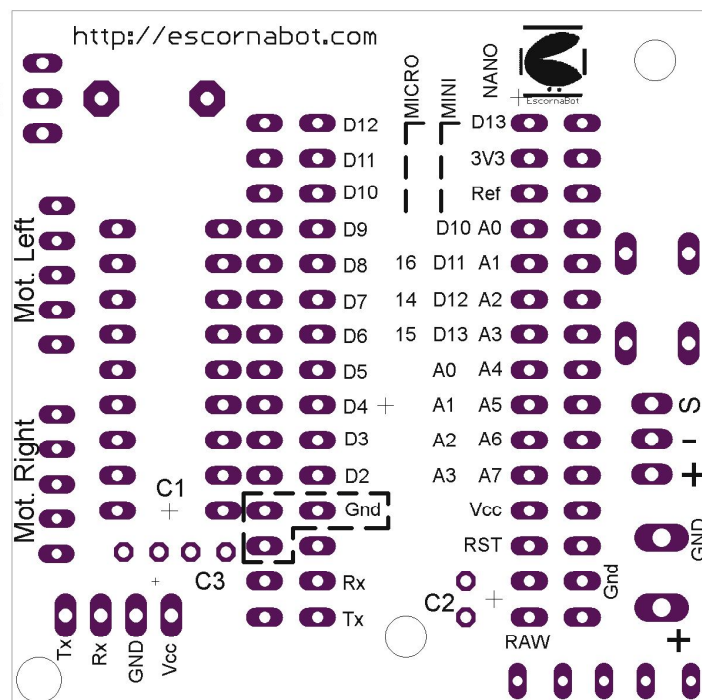 http://escornabot.com
MICRO
MINI
NANO
EscornaBot
D12 D13
D11 3V3
D10 Ref
D9 D10 A0
D8 16 D11 A1
D7 14 D12 A2
D6 15 D13 A3
D5 A0 A4
D4 A1 A5 S
D3 A2 A6 -
D2 A3 A7 +
Mot. Left
Mot. Right
C1
Gnd Vcc
RST GND
C3 Rx C2 Gnd
Tx +
RAW
Tx Rx GND Vcc